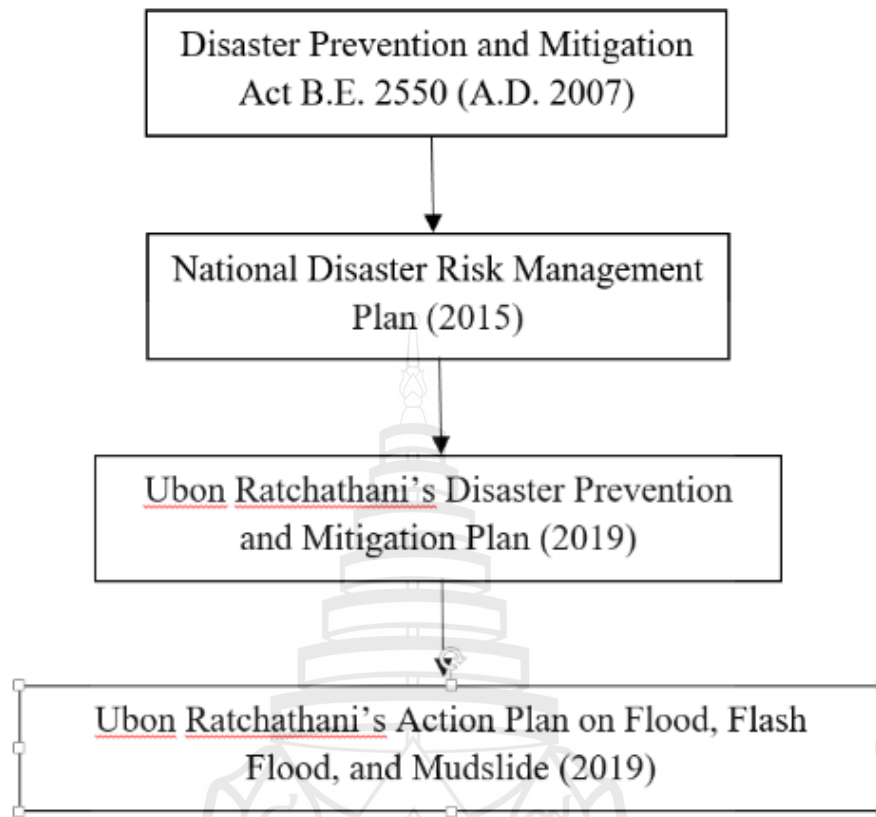 Disaster Prevention and Mitigation
Act B.E. 2550 (A.D. 2007)
National Disaster Risk Management
Plan (2015)
Ubon Ratchathani’s Disaster Prevention
and Mitigation Plan (2019)
Ubon Ratchathani’s Action Plan on Flood, Flash
Flood, and Mudslide (2019)